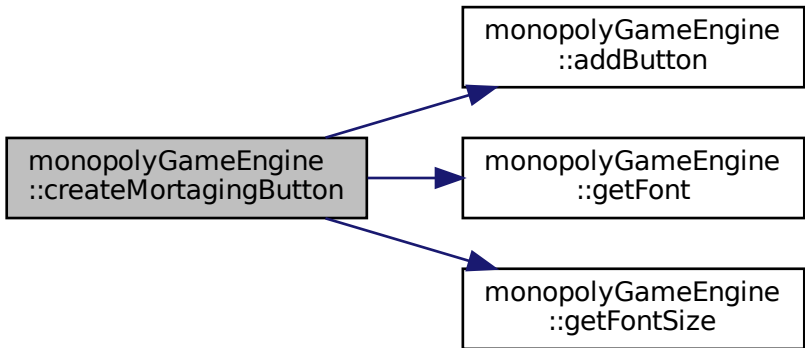 monopolyGameEngine
::addButton
monopolyGameEngine
::createMortagingButton
monopolyGameEngine
::getFont
monopolyGameEngine
::getFontSize